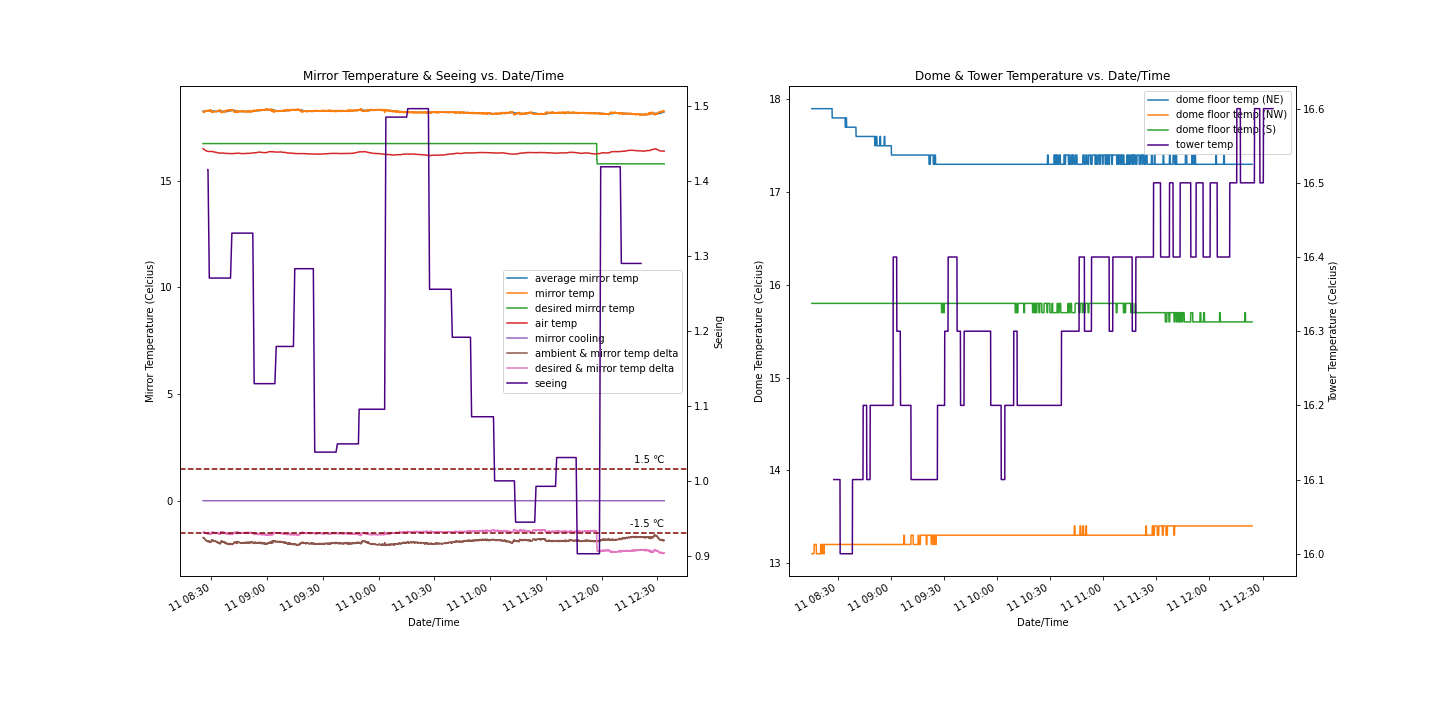 Mirror Temperature & Seeing vs. Date/Time
Mirror Temperature (Celcius)
15
10
5
0
1.5
1.4
1.3
1.2
1.1
1.0
0.9
Seeing
average mirror temp
mirror temp
desired mirror temp
air temp
mirror cooling
ambient & mirror temp delta
desired & mirror temp delta
seeing
1.5 ℃
-1.5 ℃
11 08:30
11 09:00
11 09:30
11 10:00
11 10:30
11 11:00
11 11:30
11 12:00
11 12:30
Date/Time
Dome & Tower Temperature vs. Date/Time
Dome Temperature (Celcius)
18
17
16
15
14
13
dome floor temp (NE)
dome floor temp (NW)
dome floor temp (S)
tower temp
16.6
16.5
16.4
16.3
16.2
16.1
16.0
Tower Temperature (Celcius)
11 08:30
11 09:00
11 09:30
11 10:00
11 10:30
11 11:00
11 11:30
11 12:00
11 12:30
Date/Time